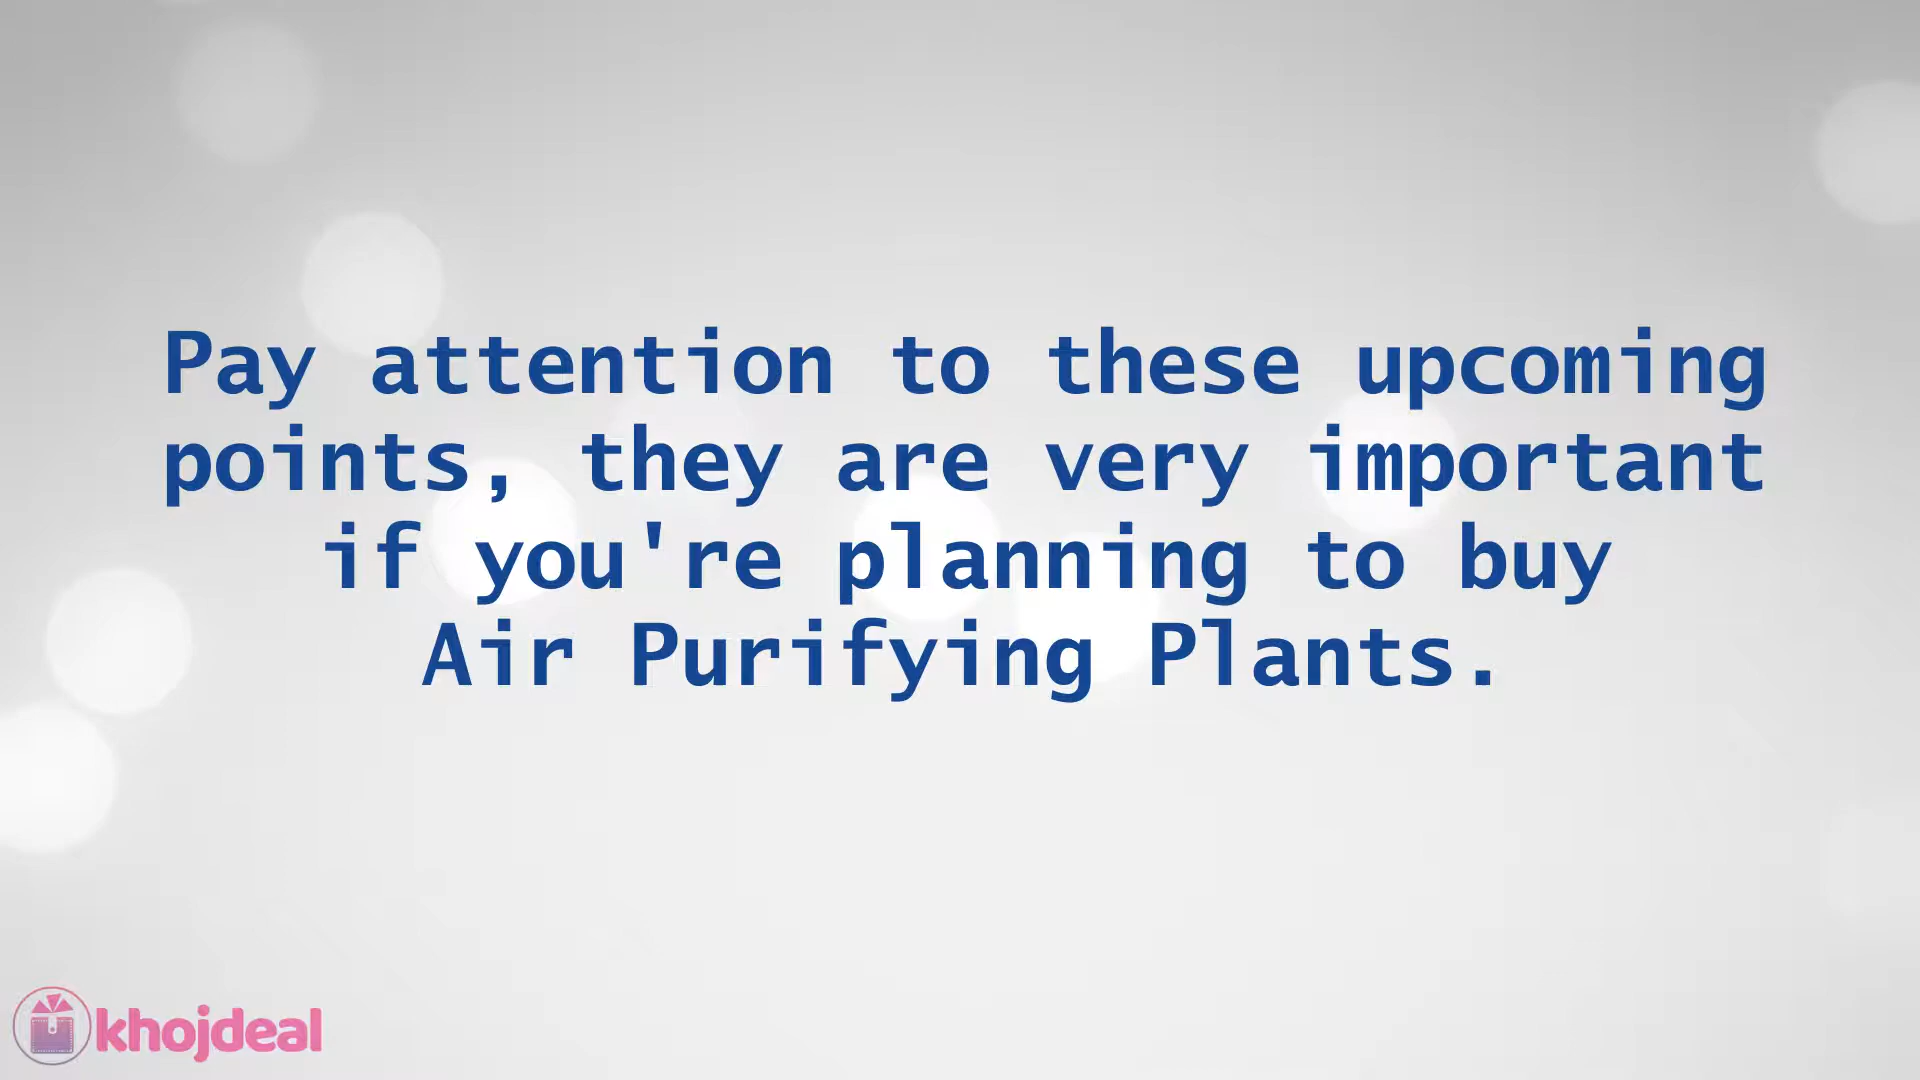 Pay attention to these upcoming
points, they are very important
if you're planning to buy
Air Purifying Plants.
khojdeal